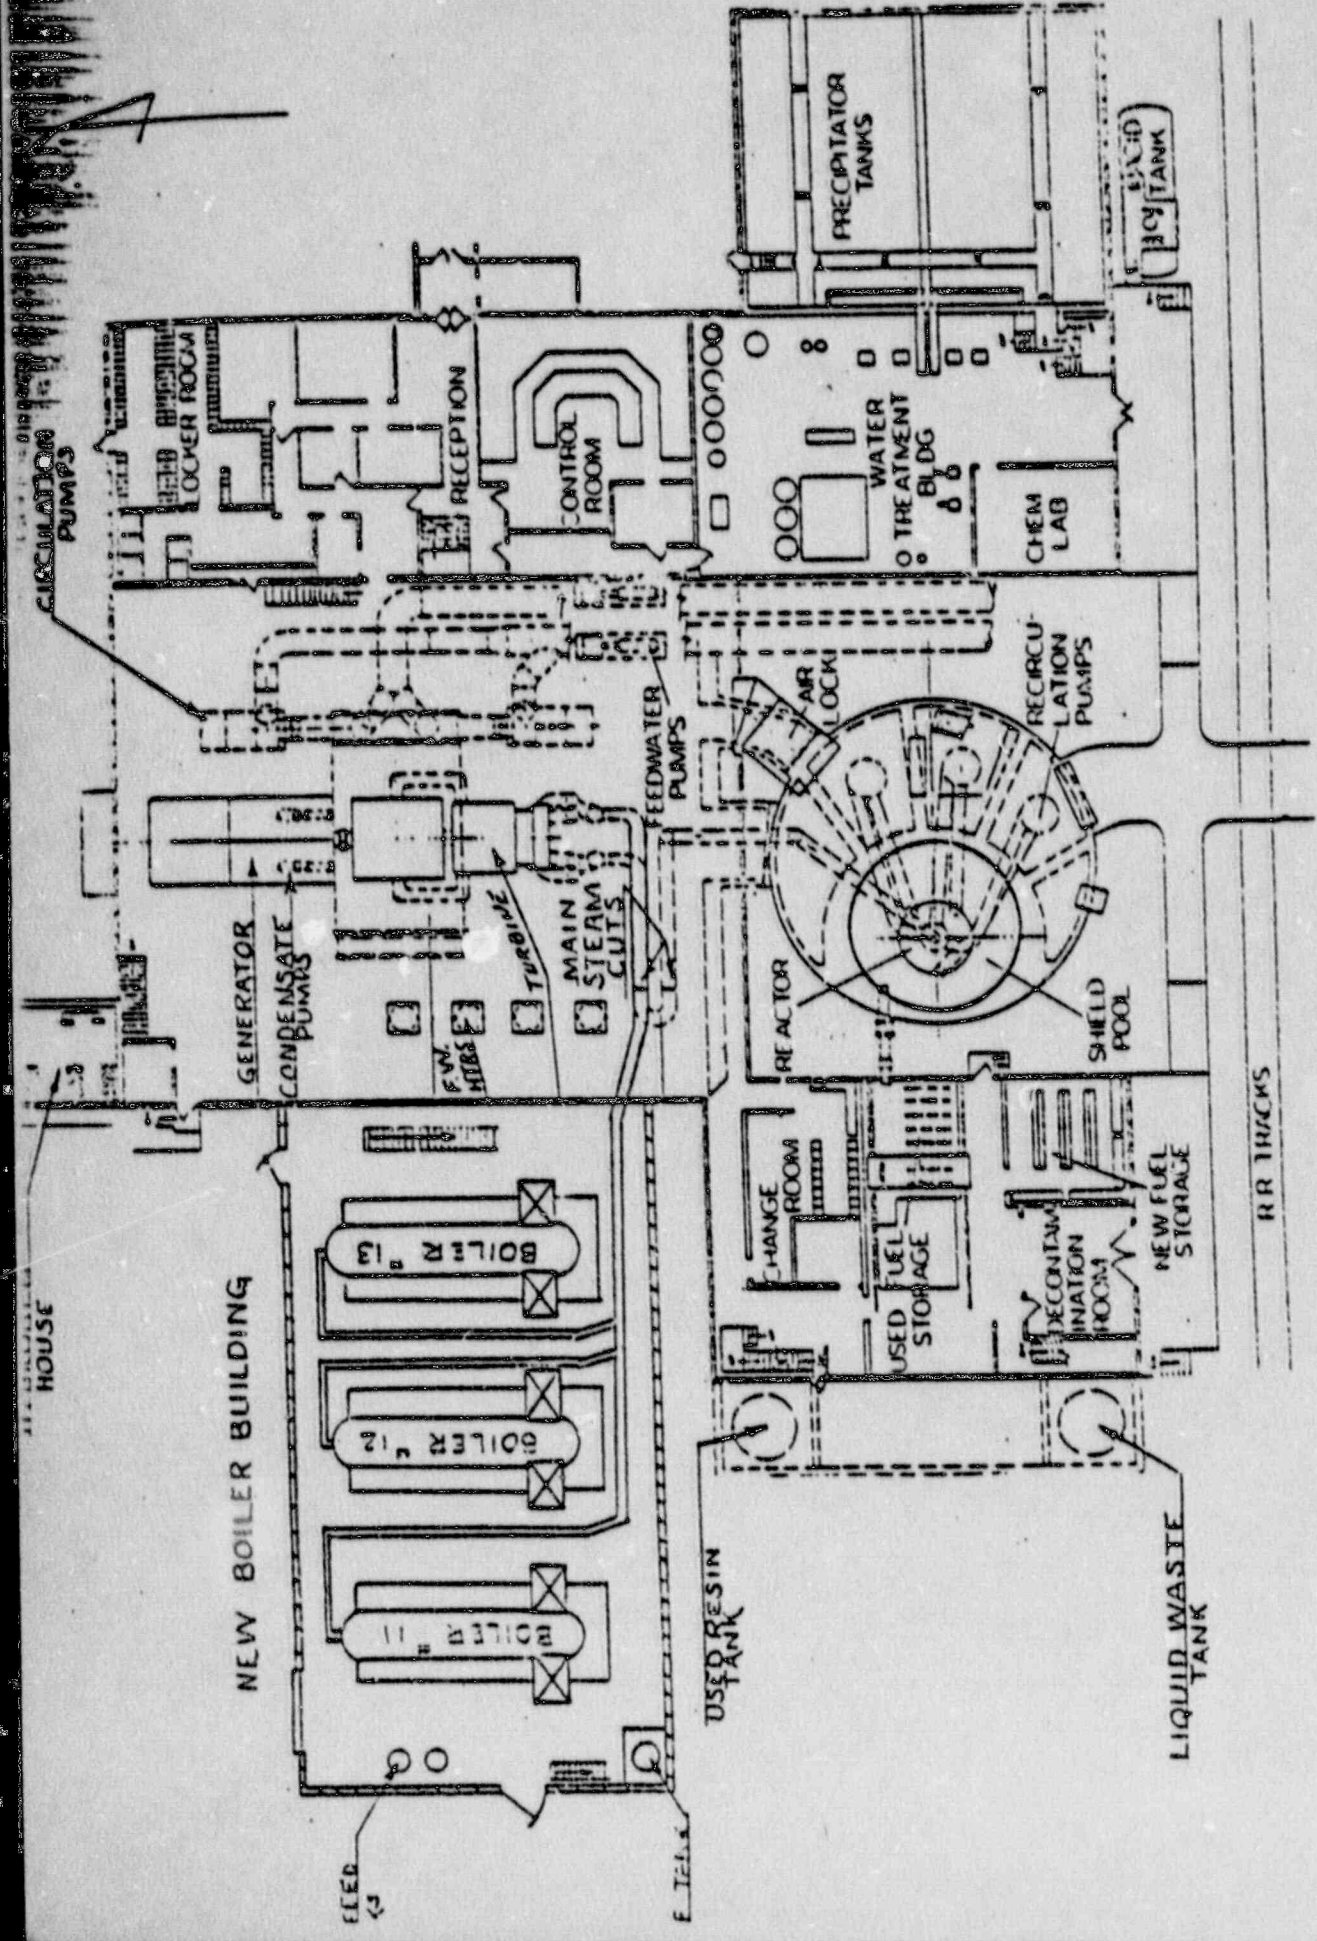 CIRCULATION
PUMPS
HOUSE
LOCKER ROOM
RECEPTION
CONTROL
ROOM
PRECIPITATOR
TANKS
TANK
WATER
TREATMENT
BLDG
CHEM
LAB
GENERATOR
CONDENSATE
PUMPS
F.W.
HTRS
TURBINE
MAIN
STEAM
CUTS
FEEDWATER
PUMPS
AIR
LOCK
RECIRCU-
LATION
PUMPS
REACTOR
SHIELD
POOL
NEW BOILER BUILDING
BOILER #13
BOILER #12
BOILER #11
CHANGE
ROOM
USED FUEL
STORAGE
DECONTAM
INATION
ROOM
NEW FUEL
STORAGE
R R TRACKS
USED RESIN
TANK
LIQUID WASTE
TANK
FEED